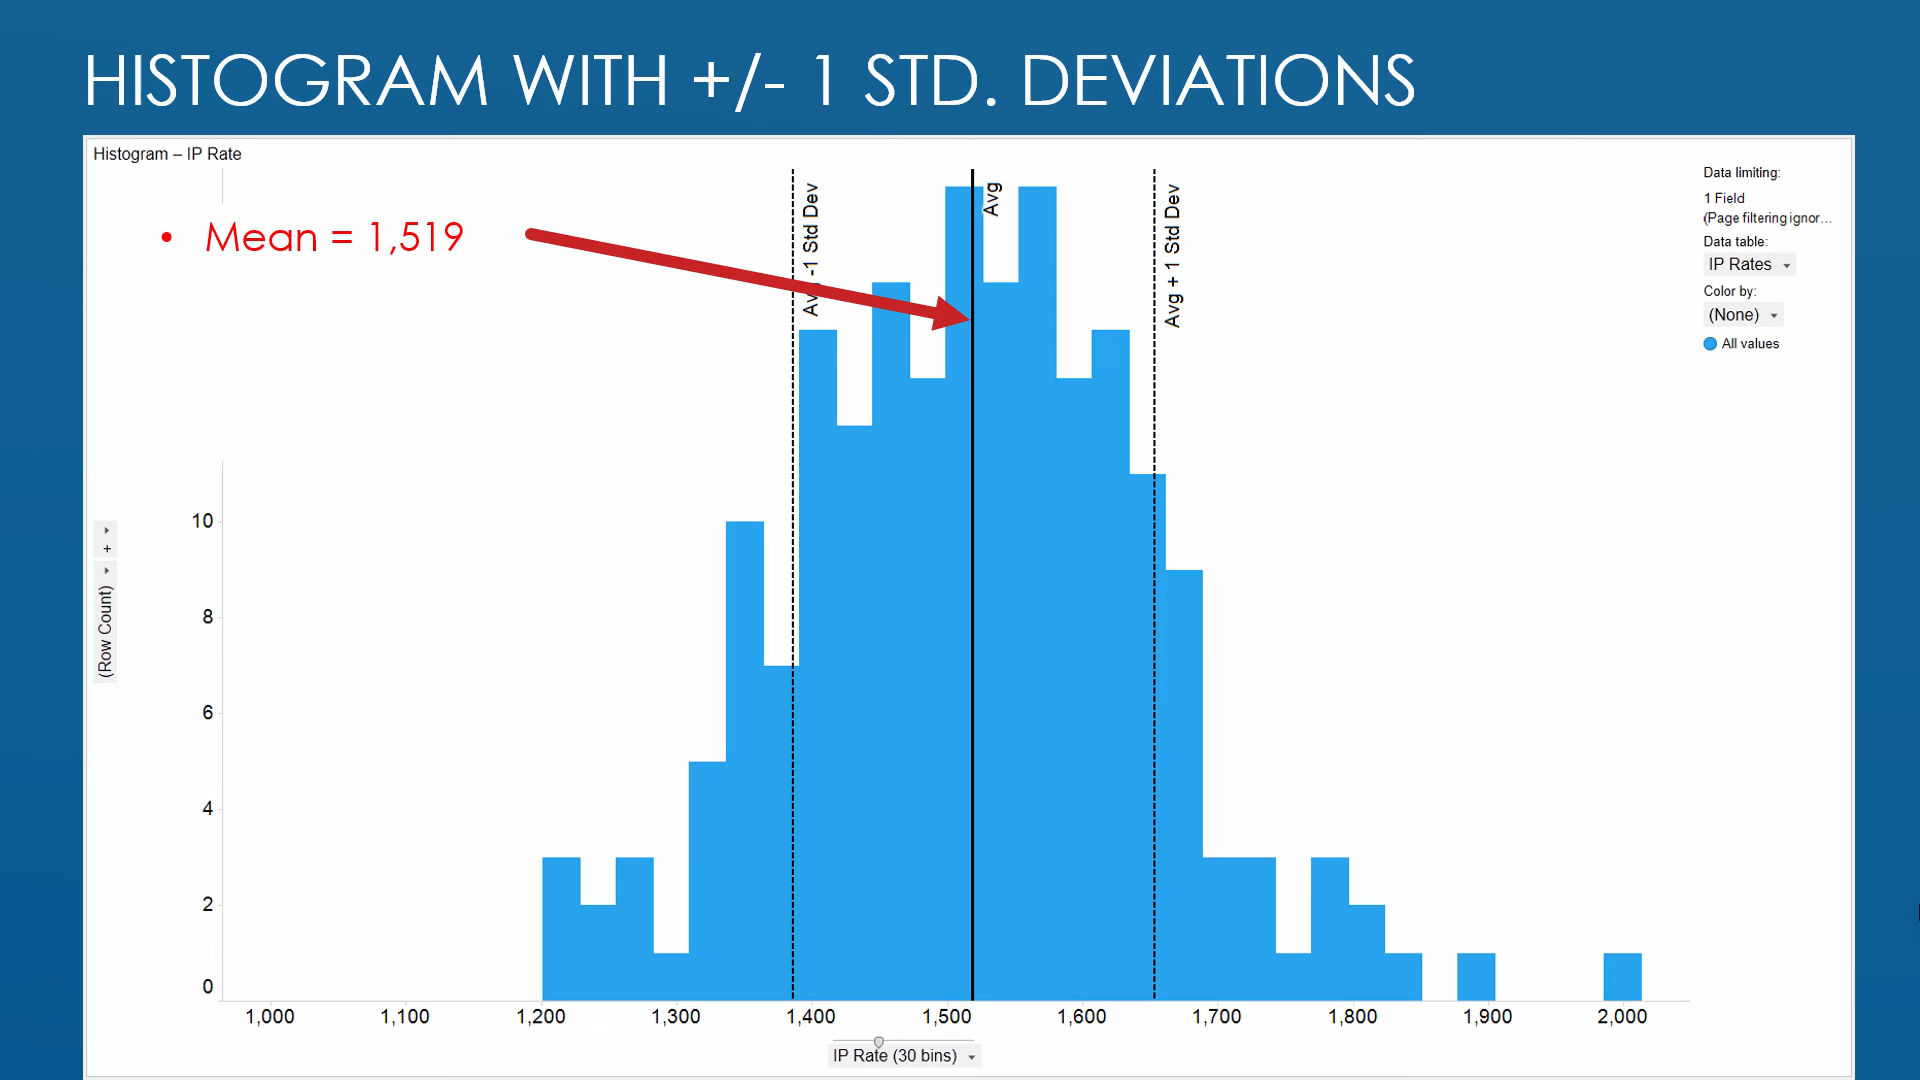 HISTOGRAM WITH +/- 1 STD. DEVIATIONS
Histogram – IP Rate
• Mean = 1,519
Avg -1 Std Dev
Avg
Avg + 1 Std Dev
Data limiting:
1 Field
(Page filtering ignor...
Data table:
IP Rates
Color by:
(None)
All values
+
(Row Count)
10
8
6
4
2
0
1,000 1,100 1,200 1,300 1,400 1,500 1,600 1,700 1,800 1,900 2,000
IP Rate (30 bins)